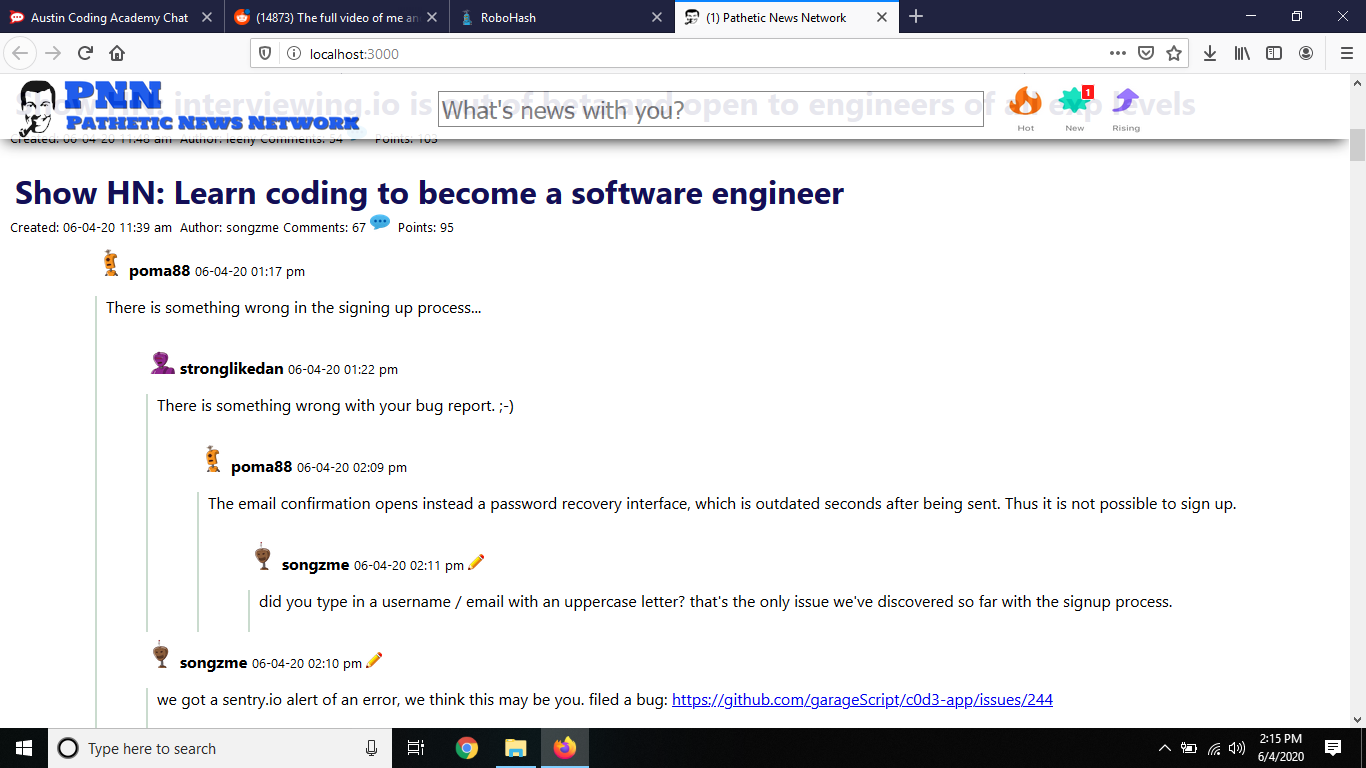 Austin Coding Academy Chat
(14873) The full video of me an
RoboHash
(1) Pathetic News Network
localhost:3000
PNN
Pathetic News Network
interviewing.io is out of beta and open to engineers of all exp levels
What's news with you?
1
Hot
New
Rising
Created: 06-04-20 11:48 am Author: leeny Comments: 54 Points: 103
Show HN: Learn coding to become a software engineer
Created: 06-04-20 11:39 am Author: songzme Comments: 67 Points: 95
poma88 06-04-20 01:17 pm
There is something wrong in the signing up process...
stronglikedan 06-04-20 01:22 pm
There is something wrong with your bug report. ;-)
poma88 06-04-20 02:09 pm
The email confirmation opens instead a password recovery interface, which is outdated seconds after being sent. Thus it is not possible to sign up.
songzme 06-04-20 02:11 pm
did you type in a username / email with an uppercase letter? that's the only issue we've discovered so far with the signup process.
songzme 06-04-20 02:10 pm
we got a sentry.io alert of an error, we think this may be you. filed a bug: https://github.com/garageScript/c0d3-app/issues/244
Type here to search
2:15 PM
6/4/2020